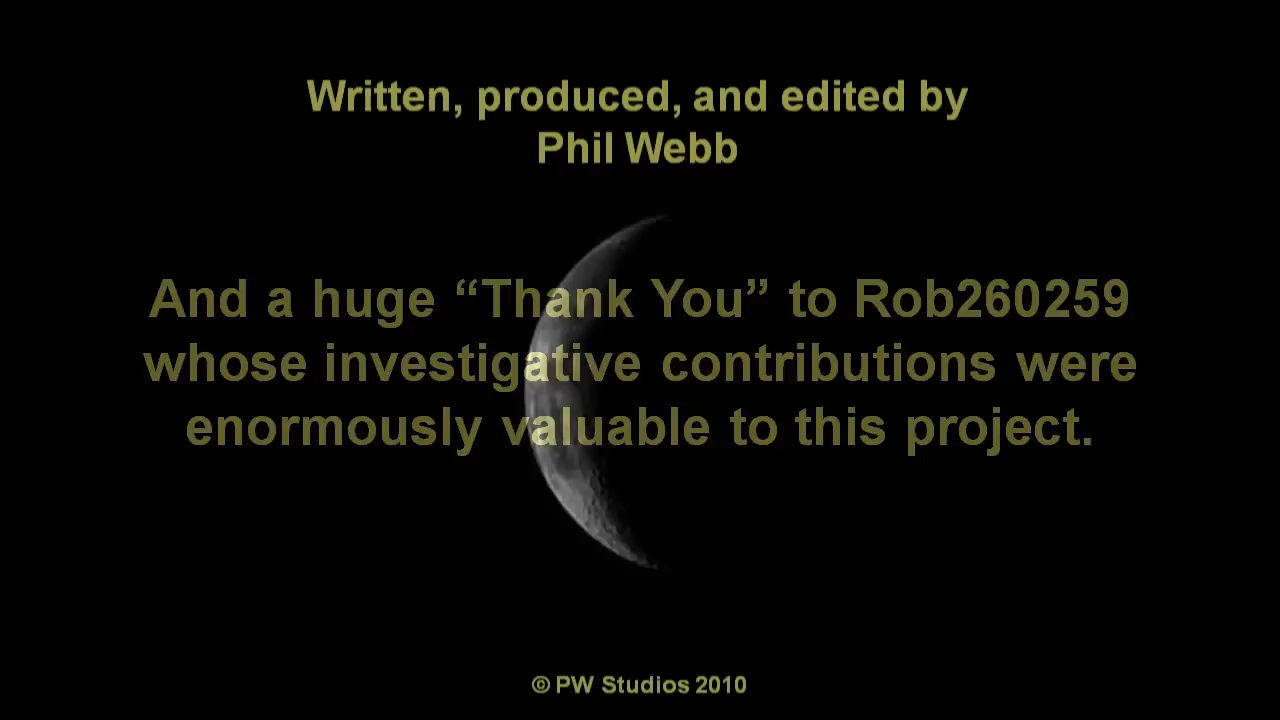 Written, produced, and edited by
Phil Webb
And a huge “Thank You” to Rob260259
whose investigative contributions were
enormously valuable to this project.
© PW Studios 2010